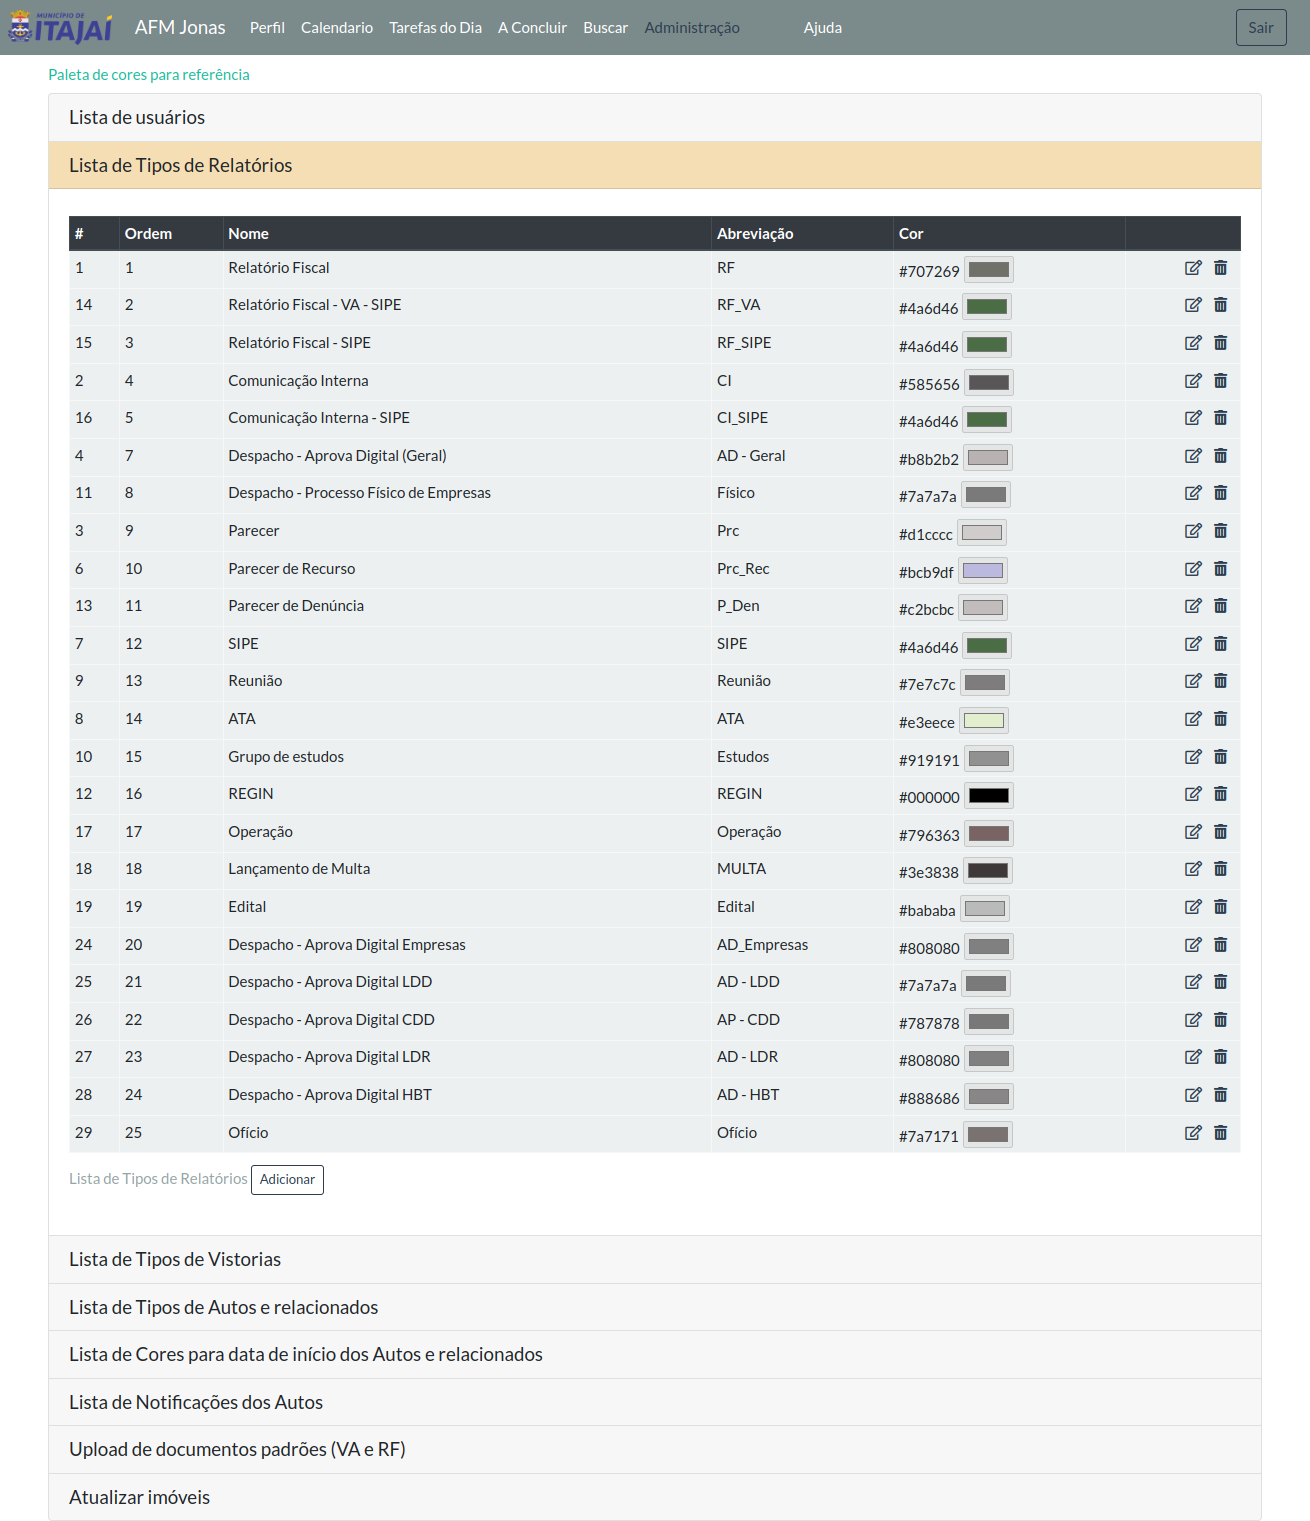 MUNICÍPIO DE
ITAJAÍ
AFM Jonas Perfil Calendario Tarefas do Dia A Concluir Buscar Administração Ajuda Sair
Paleta de cores para referência
Lista de usuários
Lista de Tipos de Relatórios
# Ordem Nome Abreviação Cor
1 1 Relatório Fiscal RF #707269
14 2 Relatório Fiscal - VA - SIPE RF_VA #4a6d46
15 3 Relatório Fiscal - SIPE RF_SIPE #4a6d46
2 4 Comunicação Interna CI #585656
16 5 Comunicação Interna - SIPE CI_SIPE #4a6d46
4 7 Despacho - Aprova Digital (Geral) AD - Geral #b8b2b2
11 8 Despacho - Processo Físico de Empresas Físico #7a7a7a
3 9 Parecer Prc #d1cccc
6 10 Parecer de Recurso Prc_Rec #bcb9df
13 11 Parecer de Denúncia P_Den #c2bcbc
7 12 SIPE SIPE #4a6d46
9 13 Reunião Reunião #7e7c7c
8 14 ATA ATA #e3eece
10 15 Grupo de estudos Estudos #919191
12 16 REGIN REGIN #000000
17 17 Operação Operação #796363
18 18 Lançamento de Multa MULTA #3e3838
19 19 Edital Edital #bababa
24 20 Despacho - Aprova Digital Empresas AD_Empresas #808080
25 21 Despacho - Aprova Digital LDD AD - LDD #7a7a7a
26 22 Despacho - Aprova Digital CDD AP - CDD #787878
27 23 Despacho - Aprova Digital LDR AD - LDR #808080
28 24 Despacho - Aprova Digital HBT AD - HBT #888686
29 25 Ofício Ofício #7a7171
Lista de Tipos de Relatórios Adicionar
Lista de Tipos de Vistorias
Lista de Tipos de Autos e relacionados
Lista de Cores para data de início dos Autos e relacionados
Lista de Notificações dos Autos
Upload de documentos padrões (VA e RF)
Atualizar imóveis